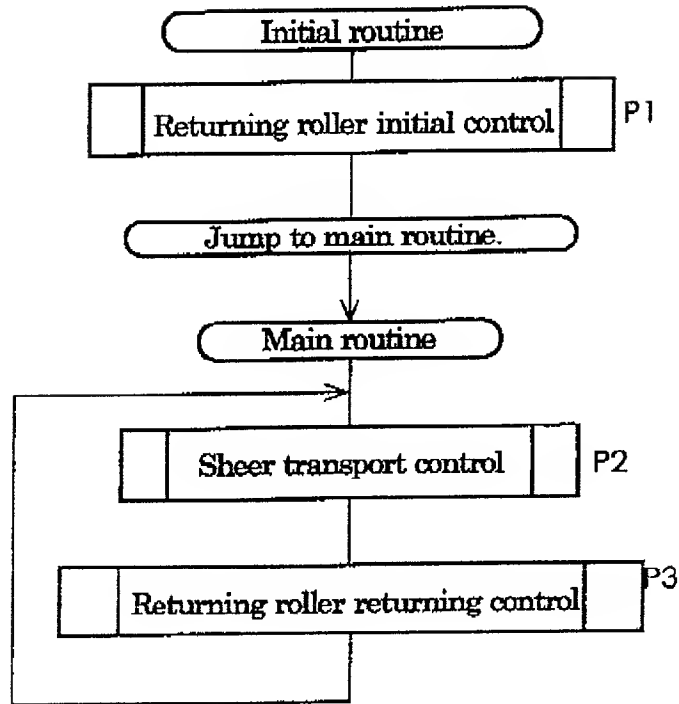 Initial routine
Returning roller initial control
P1
Jump to main routine.
Main routine
Sheer transport control
P2
Returning roller returning control
P3